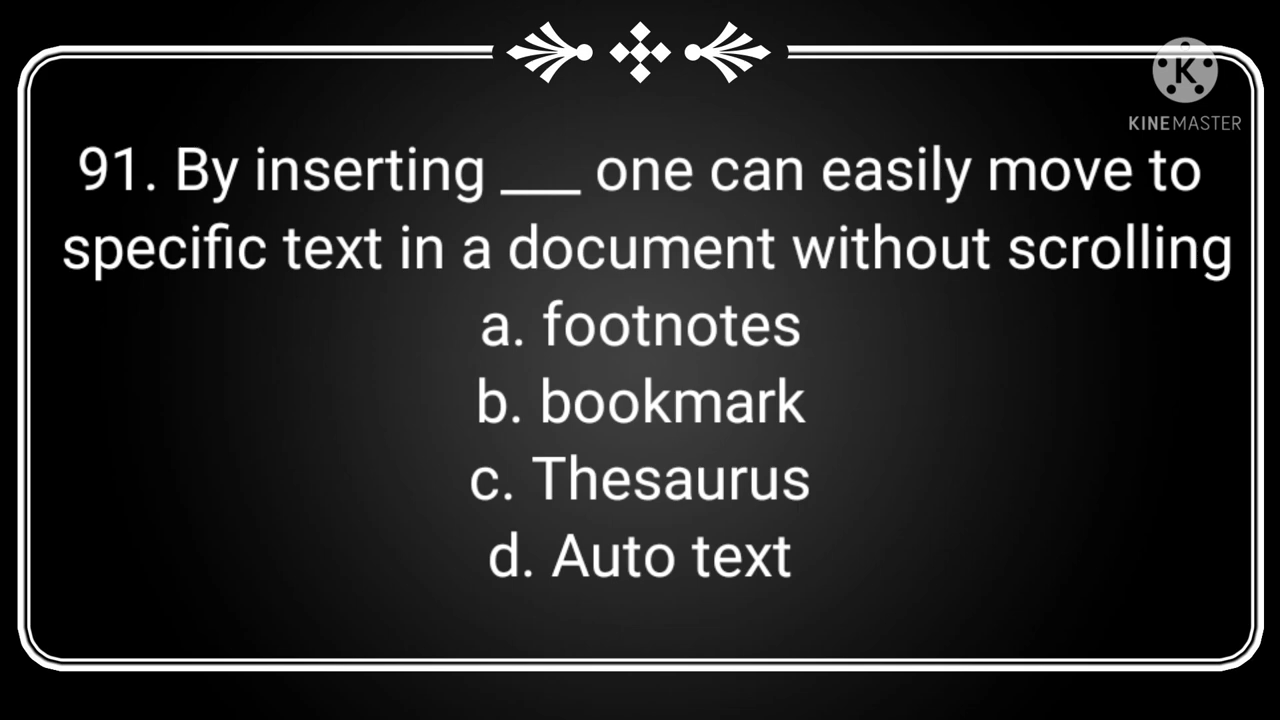 K
KINEMASTER
91. By inserting ___ one can easily move to
specific text in a document without scrolling
a. footnotes
b. bookmark
c. Thesaurus
d. Auto text